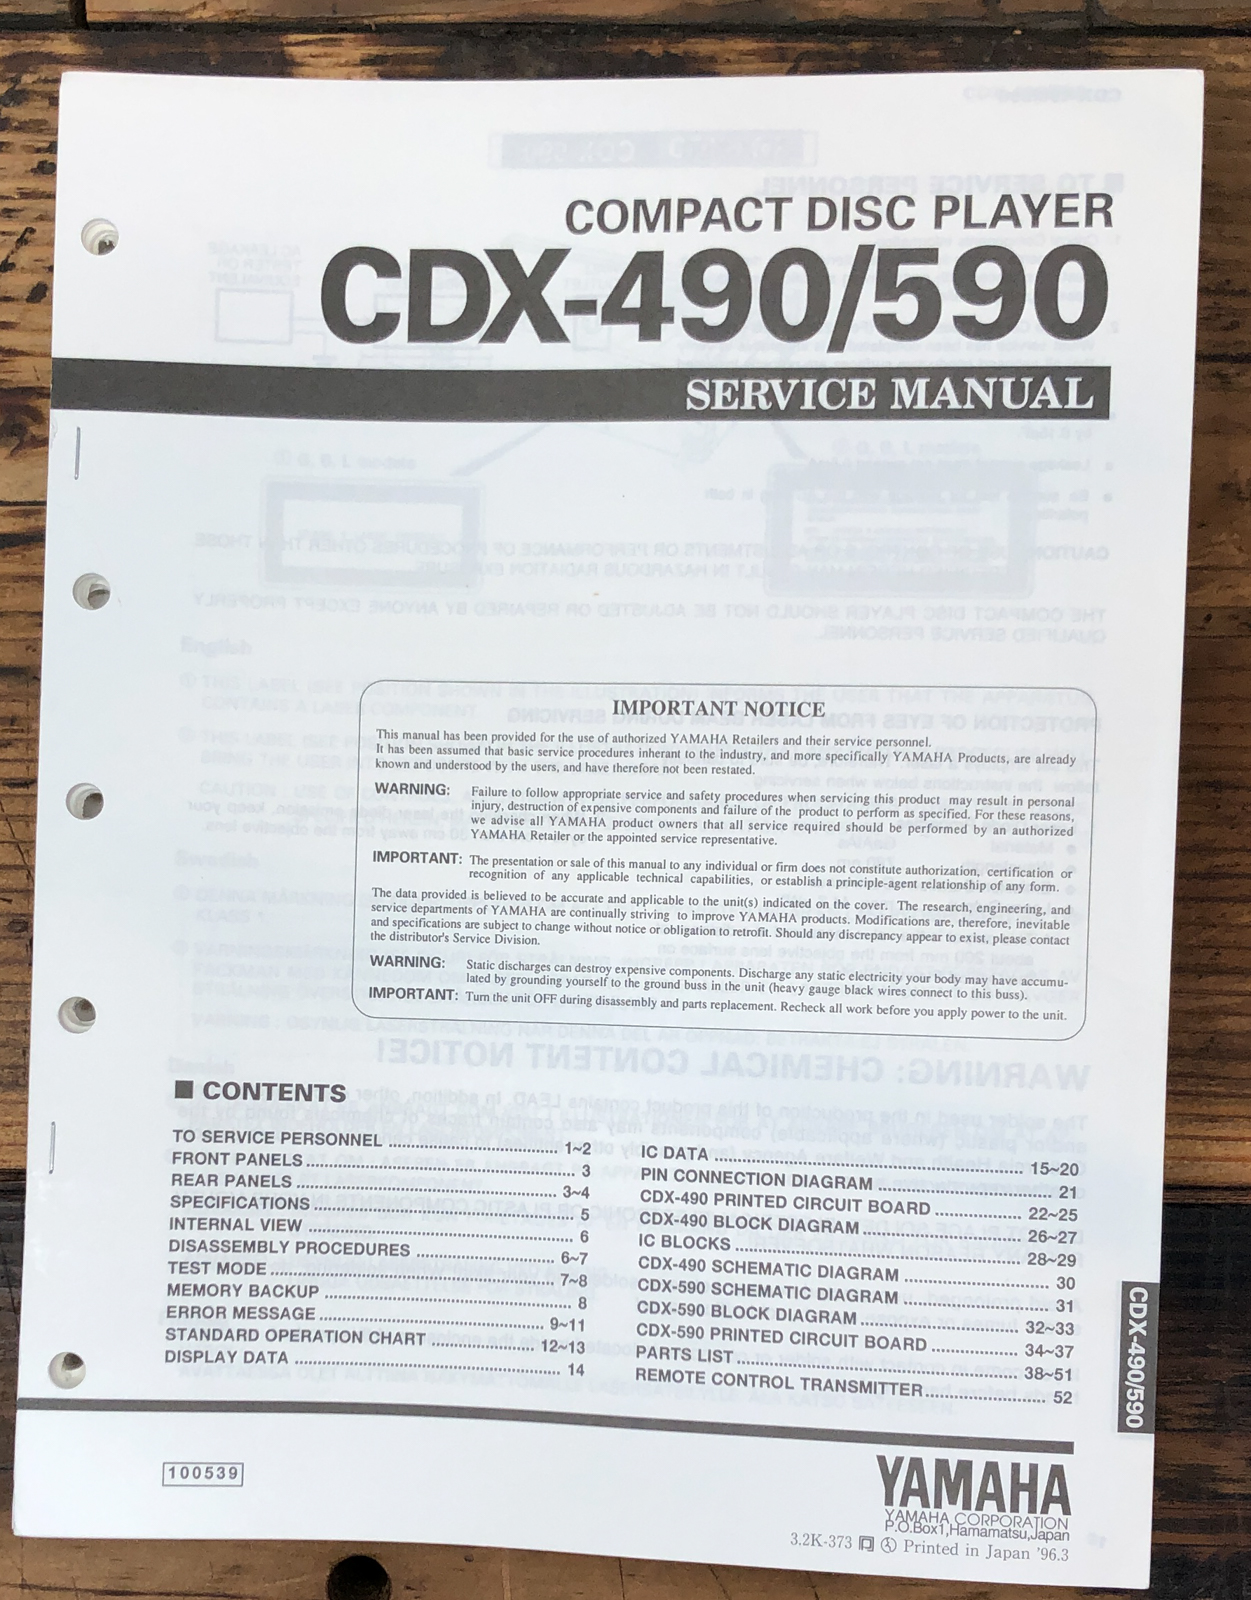 COMPACT DISC PLAYER
CDX-490/590
SERVICE MANUAL
IMPORTANT NOTICE
This manual has been provided for the use of authorized YAMAHA Retailers and their service personnel.
It has been assumed that basic service procedures inherant to the industry, and more specifically YAMAHA Products, are already
known and understood by the users, and have therefore not been restated.
WARNING: Failure to follow appropriate service and safety procedures when servicing this product may result in personal
injury, destruction of expensive components and failure of the product to perform as specified. For these reasons,
we advise all YAMAHA product owners that all service required should be performed by an authorized
YAMAHA Retailer or the appointed service representative.
IMPORTANT: The presentation or sale of this manual to any individual or firm does not constitute authorization, certification or
recognition of any applicable technical capabilities, or establish a principle-agent relationship of any form.
The data provided is believed to be accurate and applicable to the unit(s) indicated on the cover. The research, engineering, and
service departments of YAMAHA are continually striving to improve YAMAHA products. Modifications are, therefore, inevitable
and specifications are subject to change without notice or obligation to retrofit. Should any discrepancy appear to exist, please contact
the distributor's Service Division.
WARNING: Static discharges can destroy expensive components. Discharge any static electricity your body may have accumu-
lated by grounding yourself to the ground buss in the unit (heavy gauge black wires connect to this buss).
IMPORTANT: Turn the unit OFF during disassembly and parts replacement. Recheck all work before you apply power to the unit.
■ CONTENTS
TO SERVICE PERSONNEL ........ 1~2
FRONT PANELS ........ 3
REAR PANELS ........ 3~4
SPECIFICATIONS ........ 5
INTERNAL VIEW ........ 6
DISASSEMBLY PROCEDURES ........ 6~7
TEST MODE ........ 7~8
MEMORY BACKUP ........ 8
ERROR MESSAGE ........ 9~11
STANDARD OPERATION CHART ........ 12~13
DISPLAY DATA ........ 14
IC DATA ........ 15~20
PIN CONNECTION DIAGRAM ........ 21
CDX-490 PRINTED CIRCUIT BOARD ........ 22~25
CDX-490 BLOCK DIAGRAM ........ 26~27
IC BLOCKS ........ 28~29
CDX-490 SCHEMATIC DIAGRAM ........ 30
CDX-590 SCHEMATIC DIAGRAM ........ 31
CDX-590 BLOCK DIAGRAM ........ 32~33
CDX-590 PRINTED CIRCUIT BOARD ........ 34~37
PARTS LIST ........ 38~51
REMOTE CONTROL TRANSMITTER ........ 52
CDX-490/590
100539
YAMAHA
YAMAHA CORPORATION
P.O.Box1,Hamamatsu,Japan
3.2K-373 Printed in Japan '96.3